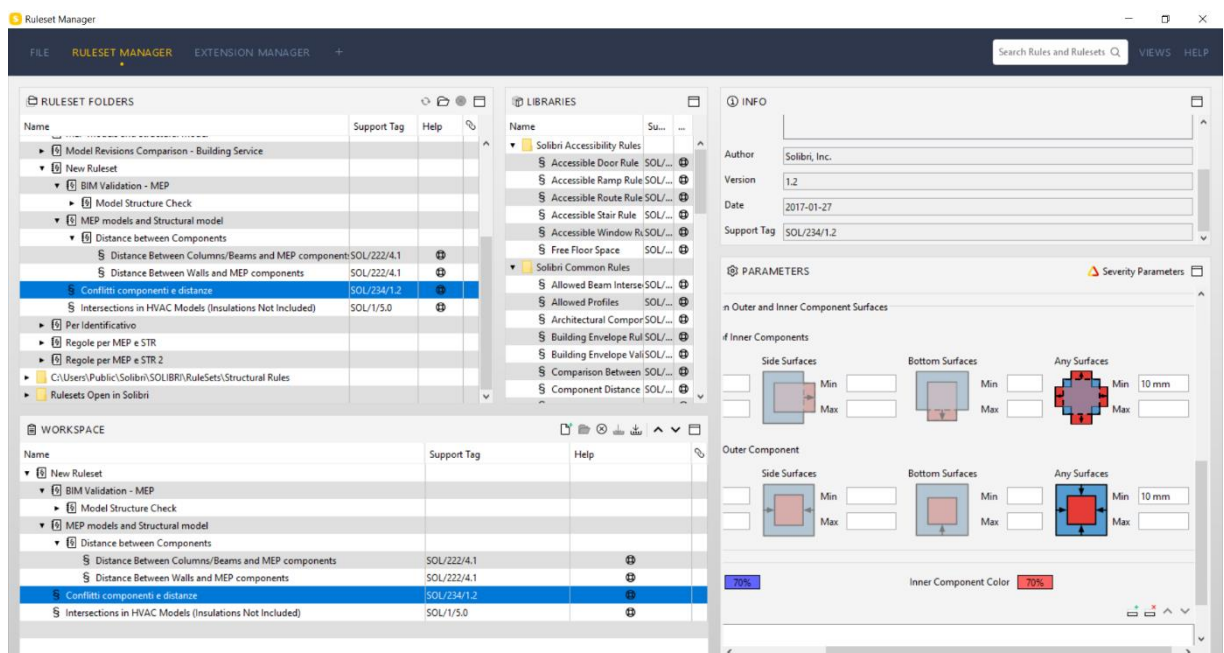 Ruleset Manager
FILE RULESET MANAGER EXTENSION MANAGER +
Search Rules and Rulesets VIEWS HELP
RULESET FOLDERS
Name Support Tag Help
Model Revisions Comparison - Building Service
New Ruleset
BIM Validation - MEP
§ Model Structure Check
MEP models and Structural model
Distance between Components
§ Distance Between Columns/Beams and MEP component: SOL/222/4.1
§ Distance Between Walls and MEP components SOL/222/4.1
§ Conflitti componenti e distanze SOL/234/1.2
§ Intersections in HVAC Models (Insulations Not Included) SOL/1/5.0
Per Identificativo
Regole per MEP e STR
Regole per MEP e STR 2
C:\Users\Public\Solibri\SOLIBRI\RuleSets\Structural Rules
Rulesets Open in Solibri
LIBRARIES
Name Su... ...
Solibri Accessibility Rules
§ Accessible Door Rule SOL/...
§ Accessible Ramp Rule SOL/...
§ Accessible Route Rule SOL/...
§ Accessible Stair Rule SOL/...
§ Accessible Window Ru SOL/...
§ Free Floor Space SOL/...
Solibri Common Rules
§ Allowed Beam Interse SOL/...
§ Allowed Profiles SOL/...
§ Architectural Compor SOL/...
§ Building Envelope Rul SOL/...
§ Building Envelope Vali SOL/...
§ Comparison Between SOL/...
§ Component Distance SOL/...
INFO
Author Solibri, Inc.
Version 1.2
Date 2017-01-27
Support Tag SOL/234/1.2
PARAMETERS Severity Parameters
n Outer and Inner Component Surfaces
f Inner Components
Side Surfaces Bottom Surfaces Any Surfaces
Min Min Min 10 mm
Max Max Max
Outer Component
Side Surfaces Bottom Surfaces Any Surfaces
Min Min Min 10 mm
Max Max Max
70% Inner Component Color 70%
WORKSPACE
Name Support Tag Help
New Ruleset
BIM Validation - MEP
Model Structure Check
MEP models and Structural model
Distance between Components
§ Distance Between Columns/Beams and MEP components SOL/222/4.1
§ Distance Between Walls and MEP components SOL/222/4.1
§ Conflitti componenti e distanze SOL/234/1.2
§ Intersections in HVAC Models (Insulations Not Included) SOL/1/5.0